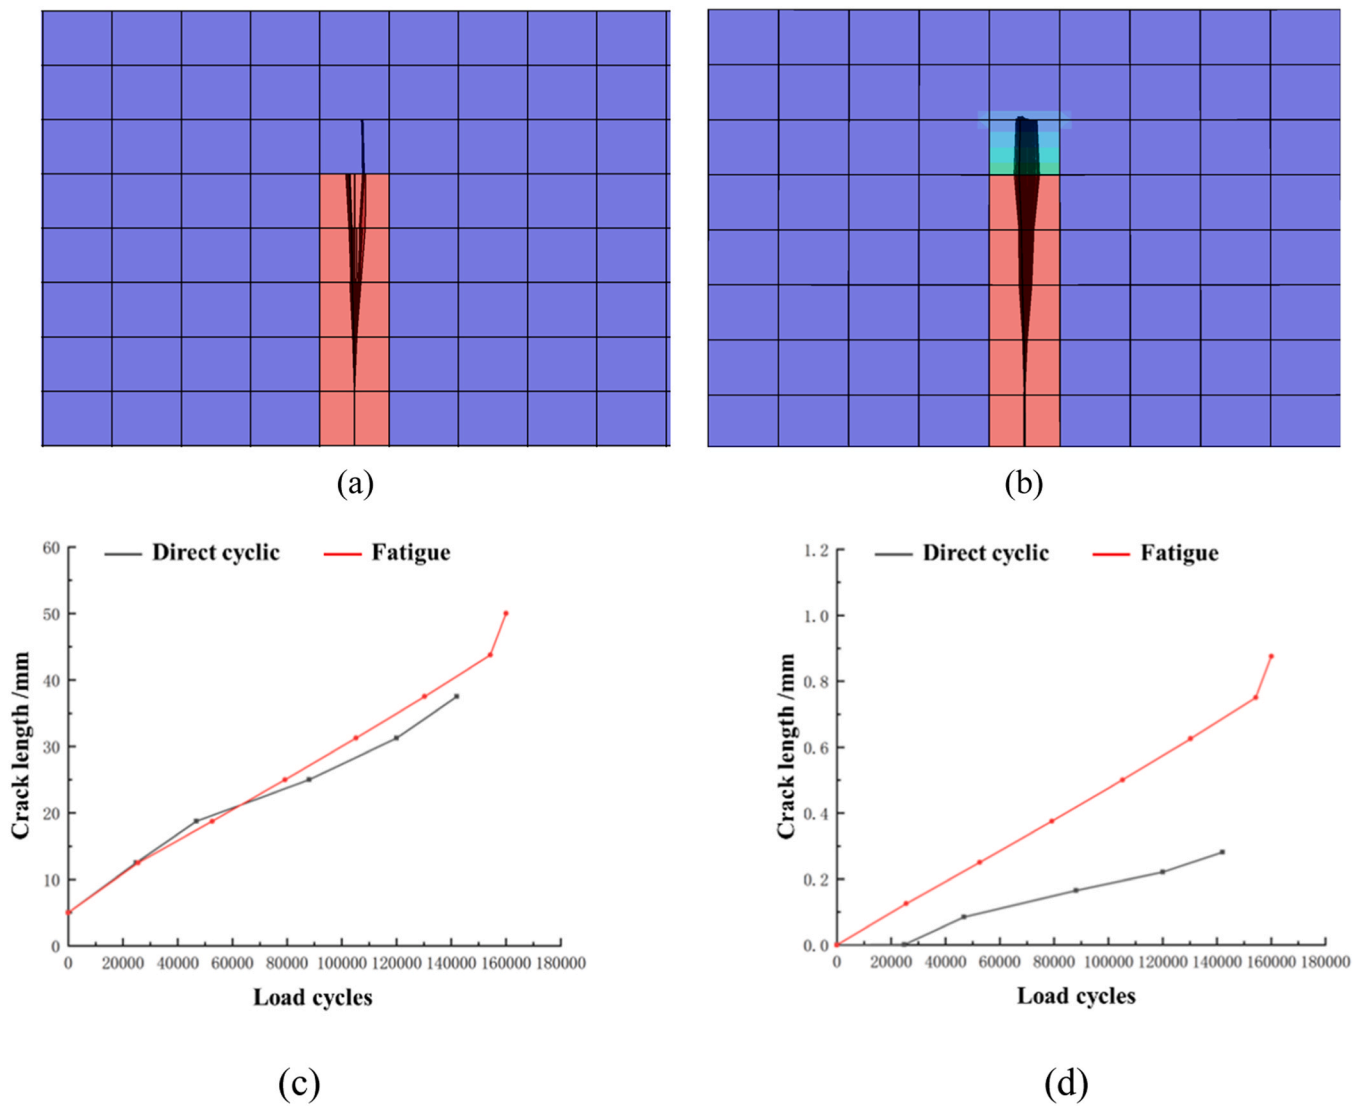 (a)
(b)
Direct cyclic
Fatigue
60
50
40
30
20
10
0
Crack length /mm
0 20000 40000 60000 80000 100000 120000 140000 160000 180000
Load cycles
(c)
Direct cyclic
Fatigue
1.2
1.0
0.8
0.6
0.4
0.2
0.0
Crack length /mm
0 20000 40000 60000 80000 100000 120000 140000 160000 180000
Load cycles
(d)